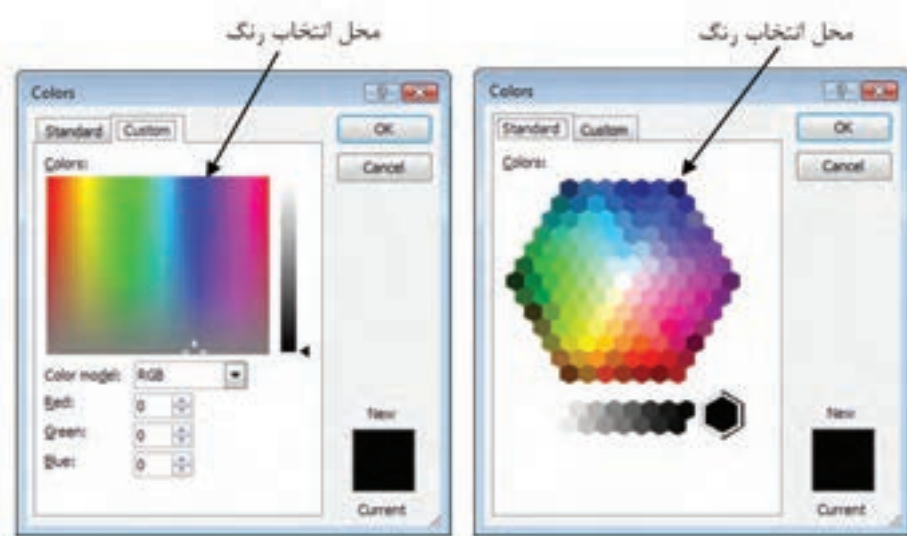 محل انتخاب رنگ
Colors
Standard
Custom
OK
Cancel
Colors:
Color model:
RGB
Red:
0
Green:
0
Blue:
0
New
Current
محل انتخاب رنگ
Colors
Standard
Custom
OK
Cancel
Colors:
New
Current